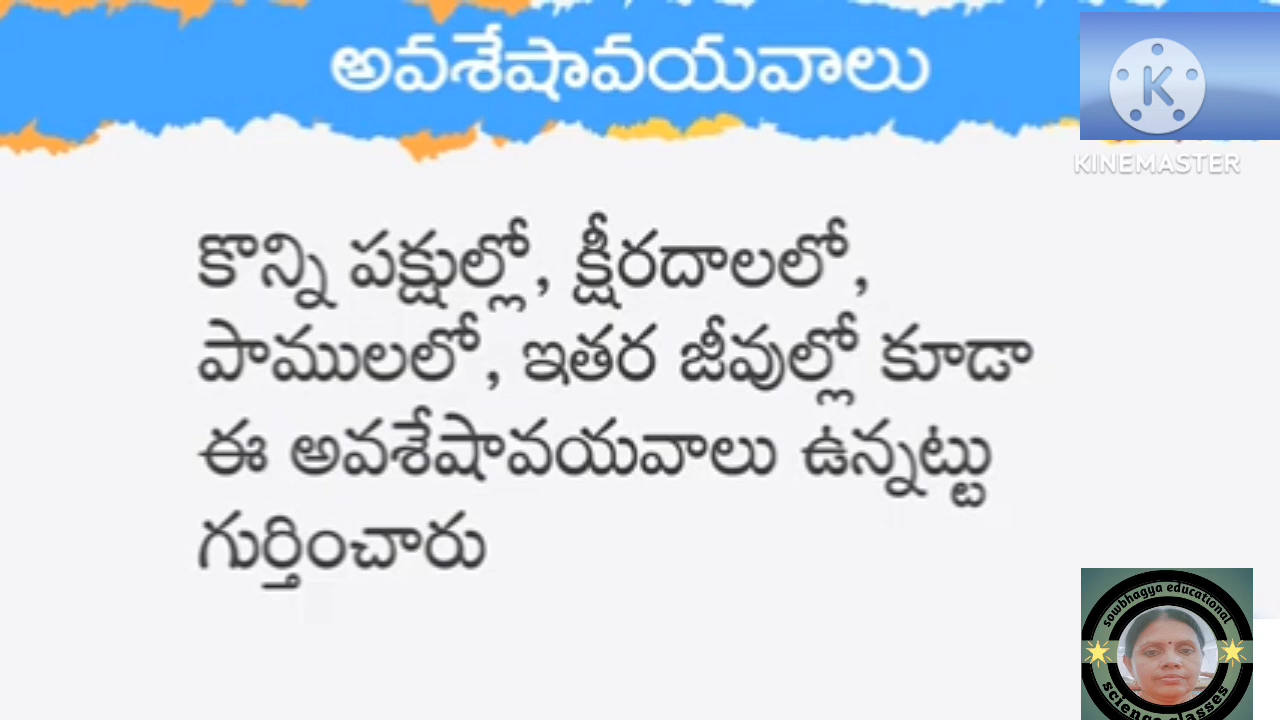 అవశేషావయవాలు
KINEMASTER
కొన్ని పక్షుల్లో, క్షీరదాలలో,
పాములలో, ఇతర జీవుల్లో కూడా
ఈ అవశేషావయవాలు ఉన్నట్టు
గుర్తించారు
sowbhagya educational
science classes